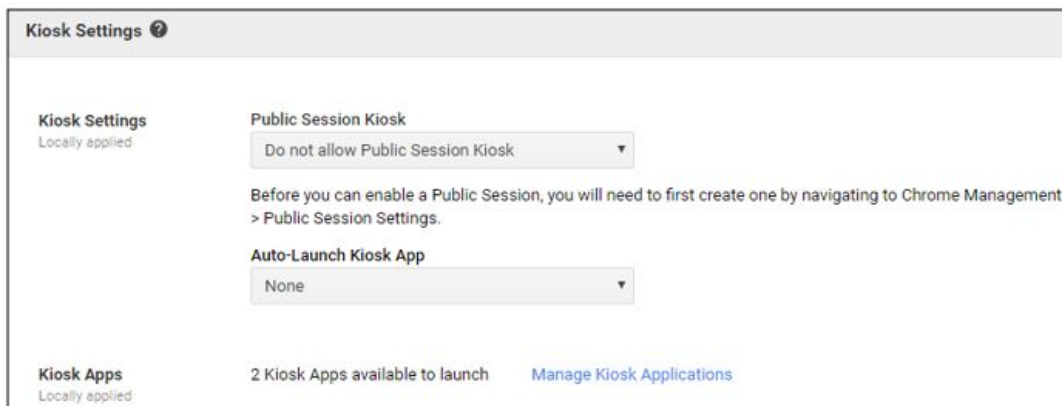 Kiosk Settings ?
Kiosk Settings
Locally applied
Public Session Kiosk
Do not allow Public Session Kiosk
Before you can enable a Public Session, you will need to first create one by navigating to Chrome Management
> Public Session Settings.
Auto-Launch Kiosk App
None
Kiosk Apps
Locally applied
2 Kiosk Apps available to launch
Manage Kiosk Applications